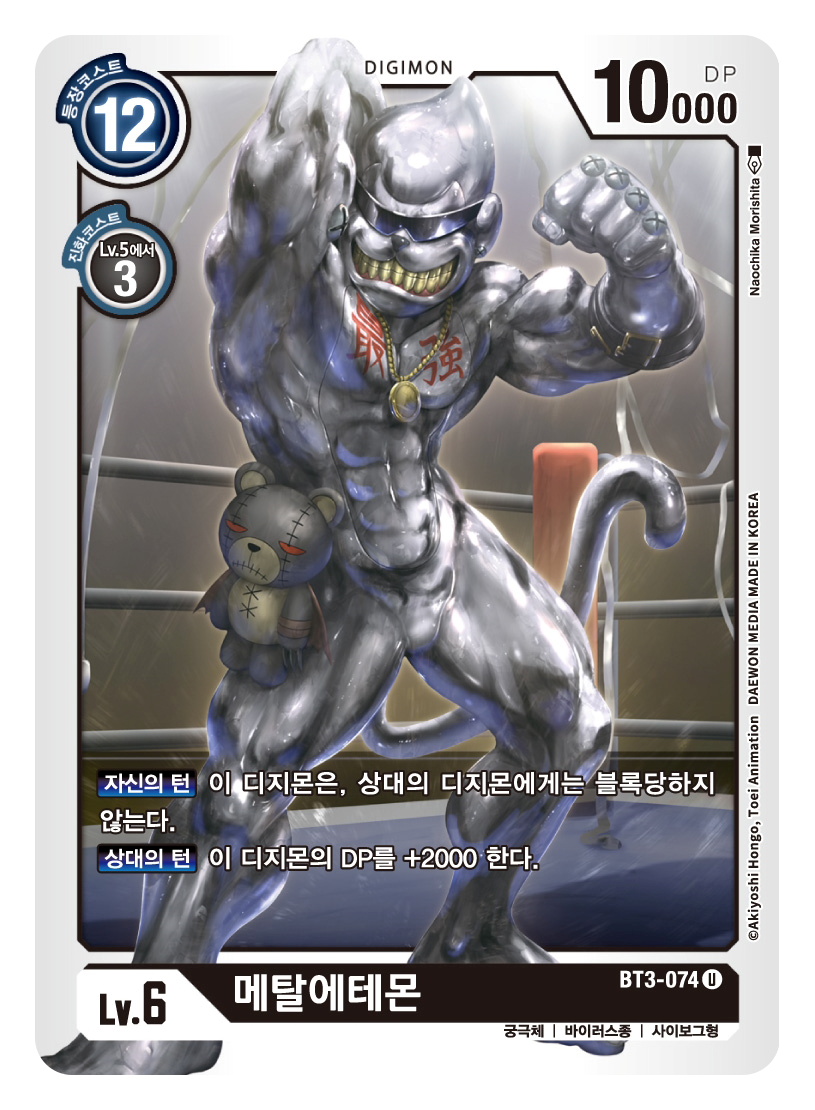 DIGIMON
등장코스트
12
DP
10000
진화코스트
Lv.5에서
3
Naochika Morishita
最強
DAEWON MEDIA MADE IN KOREA
©Akiyoshi Hongo, Toei Animation
자신의 턴 이 디지몬은, 상대의 디지몬에게는 블록당하지
않는다.
상대의 턴 이 디지몬의 DP를 +2000 한다.
Lv.6
메탈에테몬
BT3-074 U
궁극체 | 바이러스종 | 사이보그형